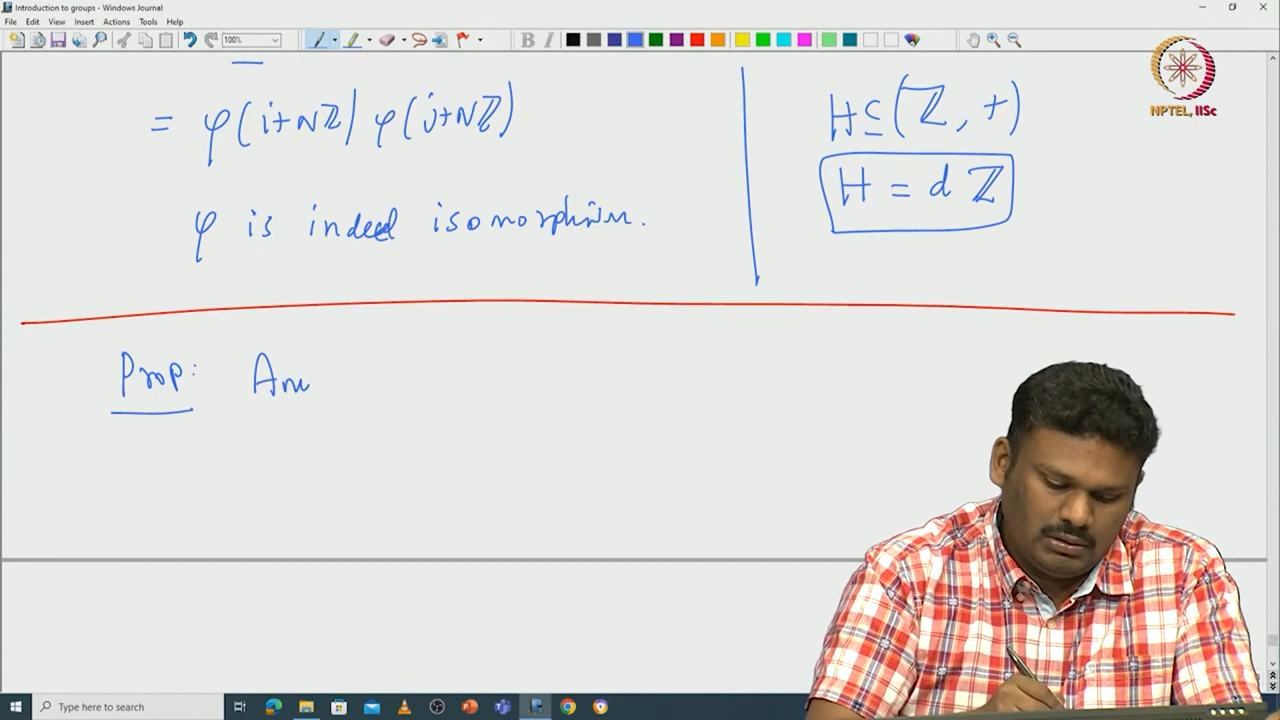 Introduction to groups - Windows Journal
File Edit View Insert Actions Tools Help
100%
B I
NPTEL, IISc
= φ(i+Nℤ) φ(j+Nℤ)
φ is indeed isomorphism.
H ⊆ (ℤ, +)
H = d ℤ
Prop: An
Type here to search